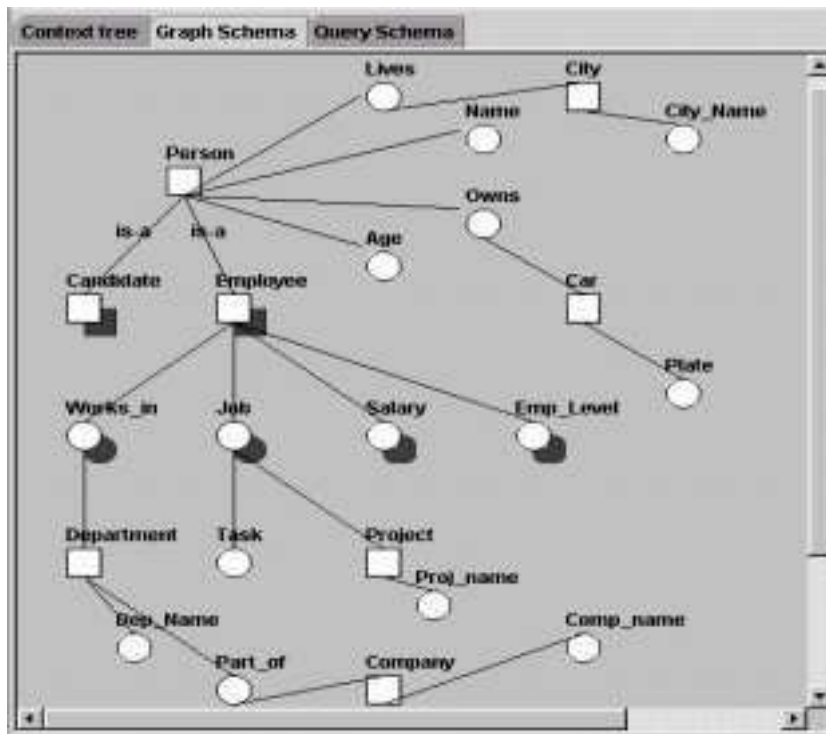 Context tree Graph Schema Query Schema
Lives City
Name City_Name
Person
Owns
is-a is-a Age
Candidate Employee Car
Plate
Works_in Job Salary Emp_Level
Department Task Project
Proj_name
Dep_Name Comp_name
Part_of Company